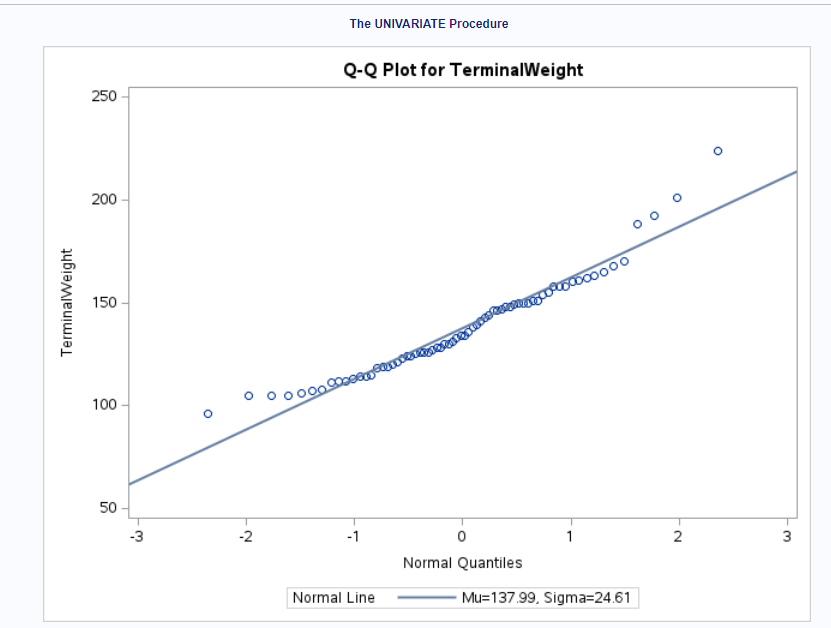 The UNIVARIATE Procedure
Q-Q Plot for TerminalWeight
250
200
150
100
50
TerminalWeight
-3 -2 -1 0 1 2 3
Normal Quantiles
Normal Line Mu=137.99, Sigma=24.61